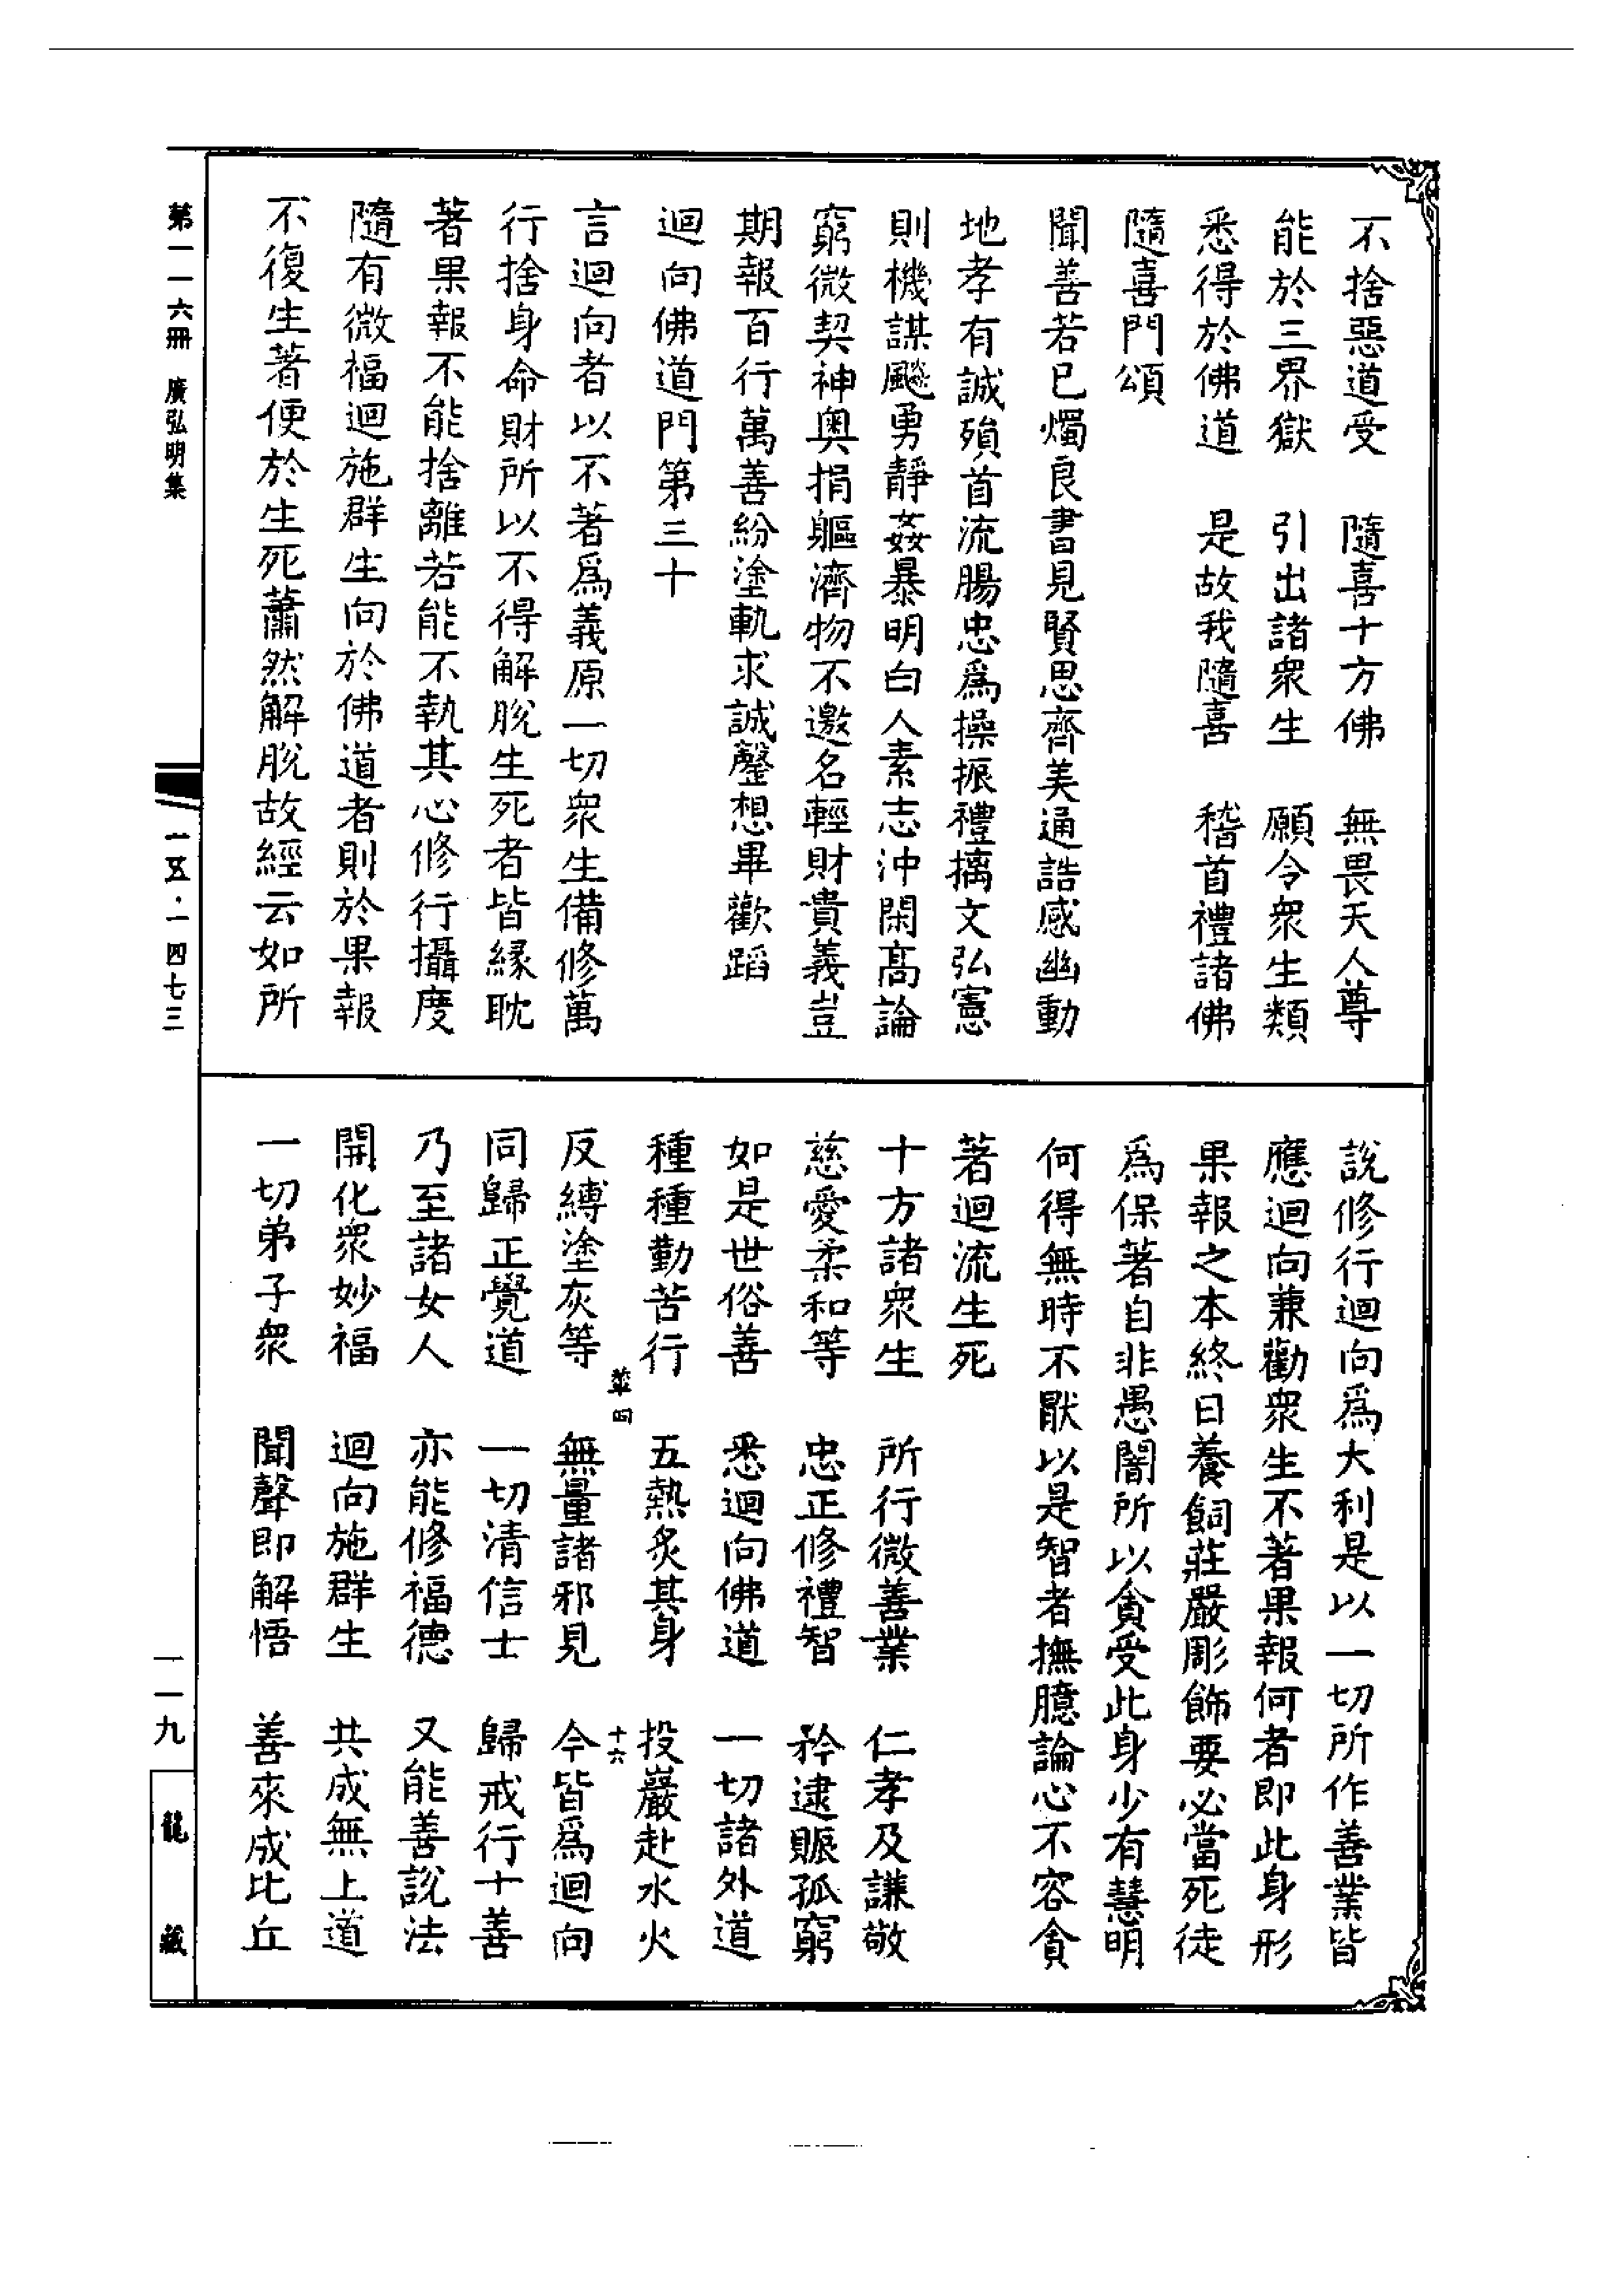 不捨惡道受　隨喜十方佛　無畏天人尊
能於三界獄　引出諸衆生　願令衆生類
悉得於佛道　是故我隨喜　稽首禮諸佛
隨喜門頌
聞善若已燭良書見賢思齊美通誥感幽動
地孝有誠殞首流腸忠爲操振禮摛文弘憲
則機謀颷勇靜姦暴明白人素志沖閑高論
窮微契神奧捐軀濟物不邀名輕財貴義豈
期報百行萬善紛塗軌求誠罄想畢歡蹈
迴向佛道門第三十
言迴向者以不著爲義原一切衆生備修萬
行捨身命財所以不得解脫生死者皆緣耽
著果報不能捨離若能不執其心修行攝度
隨有微福迴施群生向於佛道者則於果報
不復生著便於生死蕭然解脫故經云如所
說修行迴向爲大利是以一切所作善業皆
應迴向兼勸衆生不著果報何者即此身形
果報之本終日養飼莊嚴彫飾要必當死徒
爲保著自非愚闇所以貪受此身少有慧明
何得無時不猒以是智者撫臆論心不容貪
著迴流生死
十方諸衆生　所行微善業　仁孝及謙敬
慈愛柔和等　忠正修禮智　矜逮賑孤窮
如是世俗善　悉迴向佛道　一切諸外道
種種勤苦行　五熱炙其身　投巖赴水火
華四　十六
反縛塗灰等　無量諸邪見　今皆爲迴向
同歸正覺道　一切清信士　歸戒行十善
乃至諸女人　亦能修福德　又能善說法
開化衆妙福　迴向施群生　共成無上道
一切弟子衆　聞聲即解悟　善來成比丘
第一一六冊　廣弘明集
一五·一四七三
一一九
龍藏